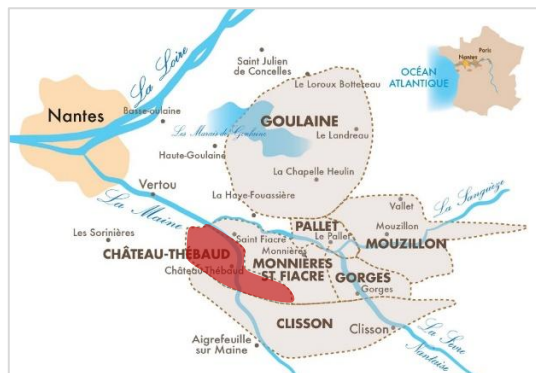 La Loire
Saint Julien
de Concelles
Paris
Nantes
OCÉAN
ATLANTIQUE
Le Loroux Bottereau
Nantes
Basse-Goulaine
GOULAINE
Les Marais de Goulaine
Le Landreau
Haute-Goulaine
La Chapelle Heulin
Vertou
La Maine
La Haye-Fouassière
Vallet
La Sanguèze
PALLET
Mouzillon
Les Sorinières
Saint Fiacre
Le Pallet
MOUZILLON
CHÂTEAU-THÉBAUD
Monnières
MONNIÈRES
ST FIACRE
Château-Thébaud
GORGES
Gorges
CLISSON
Clisson
Aigrefeuille
sur Maine
La Sèvre
Nantaise